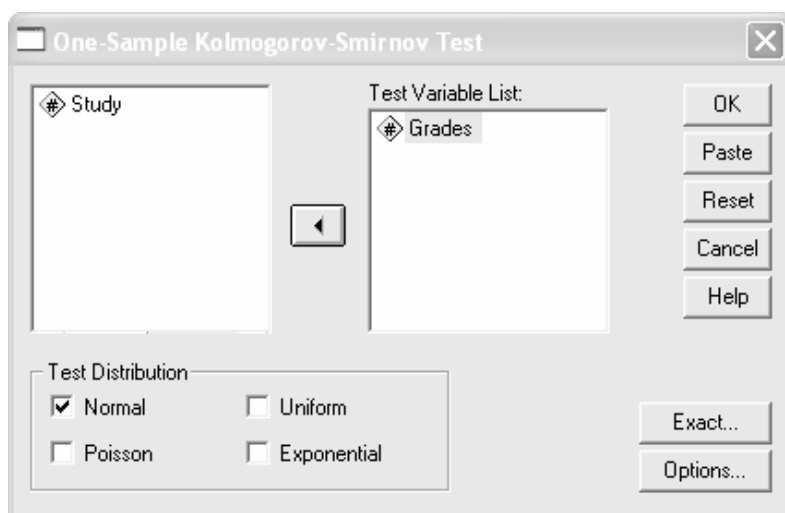 One-Sample Kolmogorov-Smirnov Test
Study
Test Variable List:
Grades
OK
Paste
Reset
Cancel
Help
Test Distribution
Normal
Uniform
Poisson
Exponential
Exact...
Options...